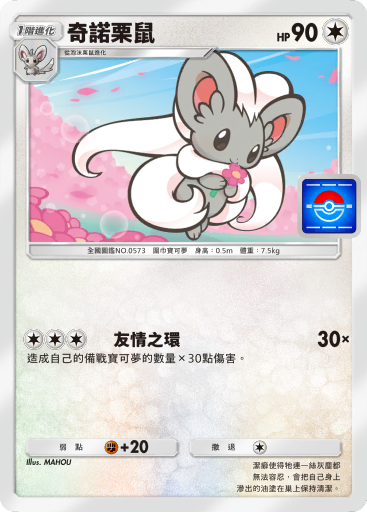 1階進化
奇諾栗鼠
HP 90
從泡沫栗鼠進化
全國圖鑑NO.0573 圍巾寶可夢 身高：0.5m 體重：7.5kg
友情之環 30×
造成自己的備戰寶可夢的數量×30點傷害。
弱點 +20 撤退
Illus. MAHOU
潔癖使得牠連一絲灰塵都
無法容忍，會把自己身上
滲出的油塗在巢上保持清潔。